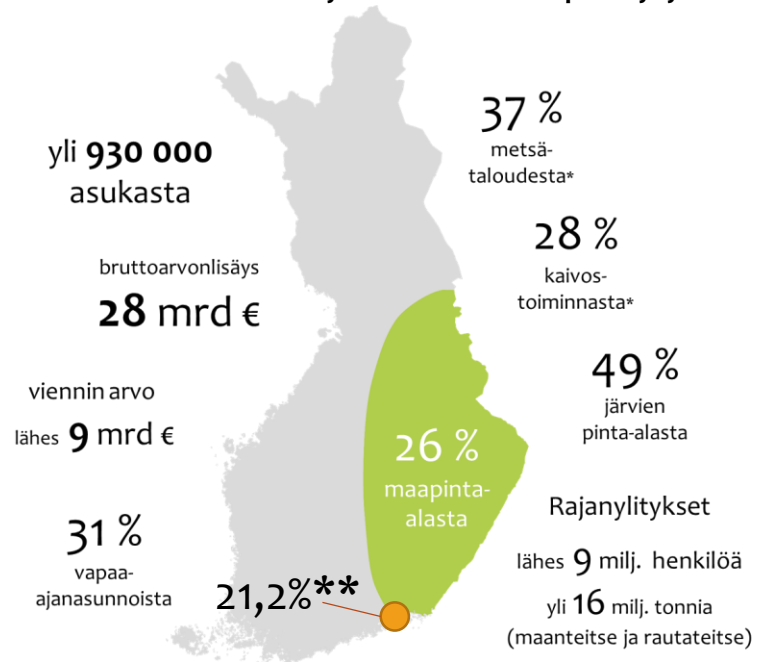 37 %
metsä-
taloudesta*
yli 930 000
asukasta
28 %
kaivos-
toiminnasta*
bruttoarvonlisäys
28 mrd €
49 %
järvien
pinta-alasta
viennin arvo
lähes 9 mrd €
26 %
maapinta-
alasta
Rajanylitykset
lähes 9 milj. henkilöä
yli 16 milj. tonnia
(maanteitse ja rautateitse)
31 %
vapaa-
ajanasunnoista
21,2%**